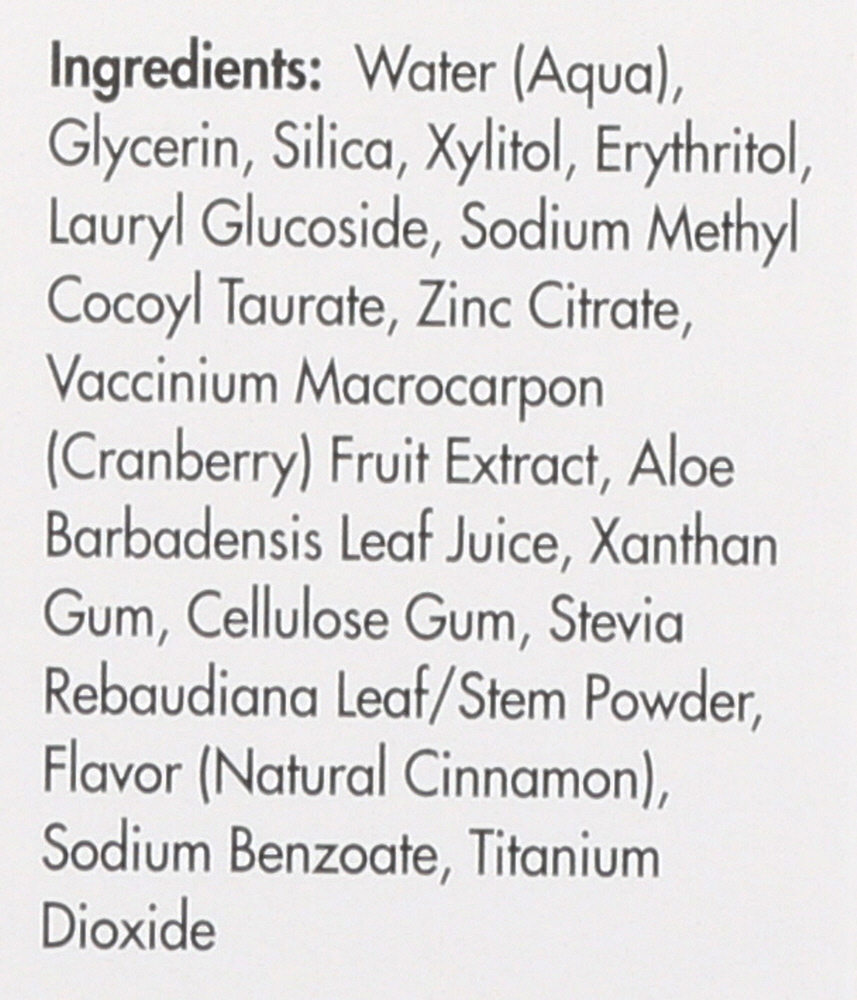 Ingredients: Water (Aqua),
Glycerin, Silica, Xylitol, Erythritol,
Lauryl Glucoside, Sodium Methyl
Cocoyl Taurate, Zinc Citrate,
Vaccinium Macrocarpon
(Cranberry) Fruit Extract, Aloe
Barbadensis Leaf Juice, Xanthan
Gum, Cellulose Gum, Stevia
Rebaudiana Leaf/Stem Powder,
Flavor (Natural Cinnamon),
Sodium Benzoate, Titanium
Dioxide